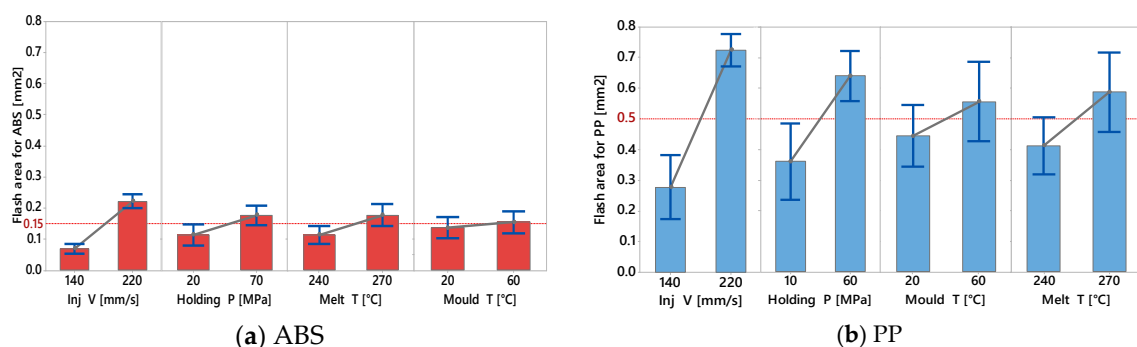 Flash area for ABS [mm2]
0.8
0.7
0.6
0.5
0.4
0.3
0.2
0.15
0.1
0.0
140 220 20 70 240 270 20 60
Inj V [mm/s] Holding P [MPa] Melt T [°C] Mould T [°C]
(a) ABS
Flash area for PP [mm2]
0.8
0.7
0.6
0.5
0.4
0.3
0.2
0.1
0.0
140 220 10 60 20 60 240 270
Inj V [mm/s] Holding P [MPa] Mould T [°C] Melt T [°C]
(b) PP